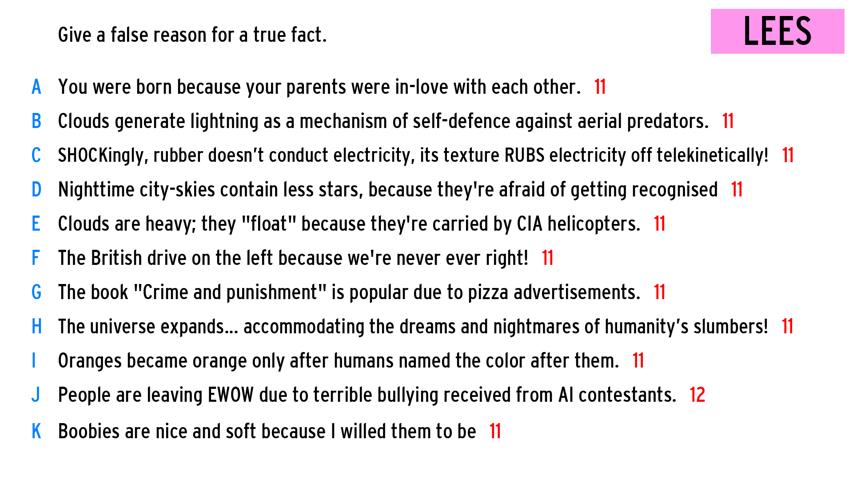 Give a false reason for a true fact.
LEES
A You were born because your parents were in-love with each other. 11
B Clouds generate lightning as a mechanism of self-defence against aerial predators. 11
C SHOCKingly, rubber doesn't conduct electricity, its texture RUBS electricity off telekinetically! 11
D Nighttime city-skies contain less stars, because they're afraid of getting recognised 11
E Clouds are heavy; they "float" because they're carried by CIA helicopters. 11
F The British drive on the left because we're never ever right! 11
G The book "Crime and punishment" is popular due to pizza advertisements. 11
H The universe expands... accommodating the dreams and nightmares of humanity's slumbers! 11
I Oranges became orange only after humans named the color after them. 11
J People are leaving EWOW due to terrible bullying received from AI contestants. 12
K Boobies are nice and soft because I willed them to be 11